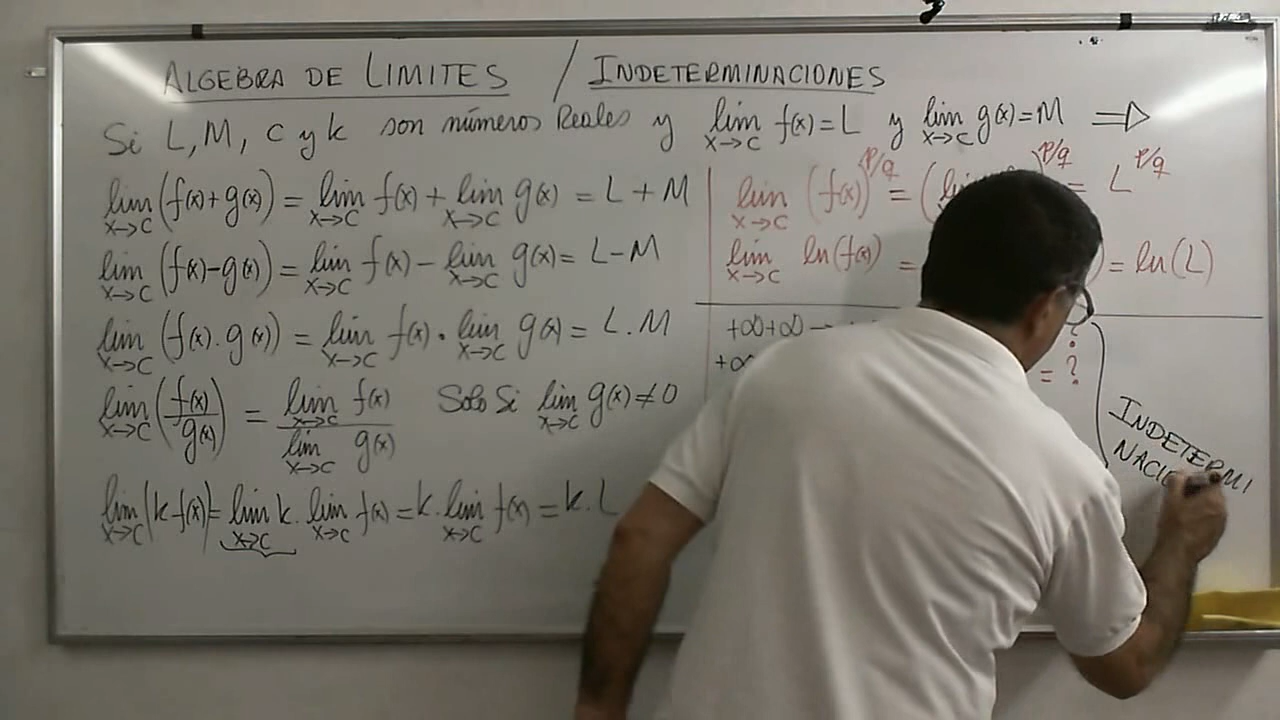 ALGEBRA DE LIMITES / INDETERMINACIONES
Si L, M, c y k son números Reales y lim x→c f(x) = L y lim x→c g(x) = M ⇒
lim x→c (f(x) + g(x)) = lim x→c f(x) + lim x→c g(x) = L + M
lim x→c (f(x) - g(x)) = lim x→c f(x) - lim x→c g(x) = L - M
lim x→c (f(x) . g(x)) = lim x→c f(x) . lim x→c g(x) = L . M
lim x→c (f(x)/g(x)) = lim x→c f(x) / lim x→c g(x) Solo Si lim x→c g(x) ≠ 0
lim x→c (k f(x)) = lim x→c k . lim x→c f(x) = k . lim x→c f(x) = k . L
lim x→c (f(x))^p/q = ( )^p/q = L^p/q
lim x→c ln(f(x)) = ) = ln(L)
+∞+∞ →
+∞
?
= ?
INDETERMI
NACIO